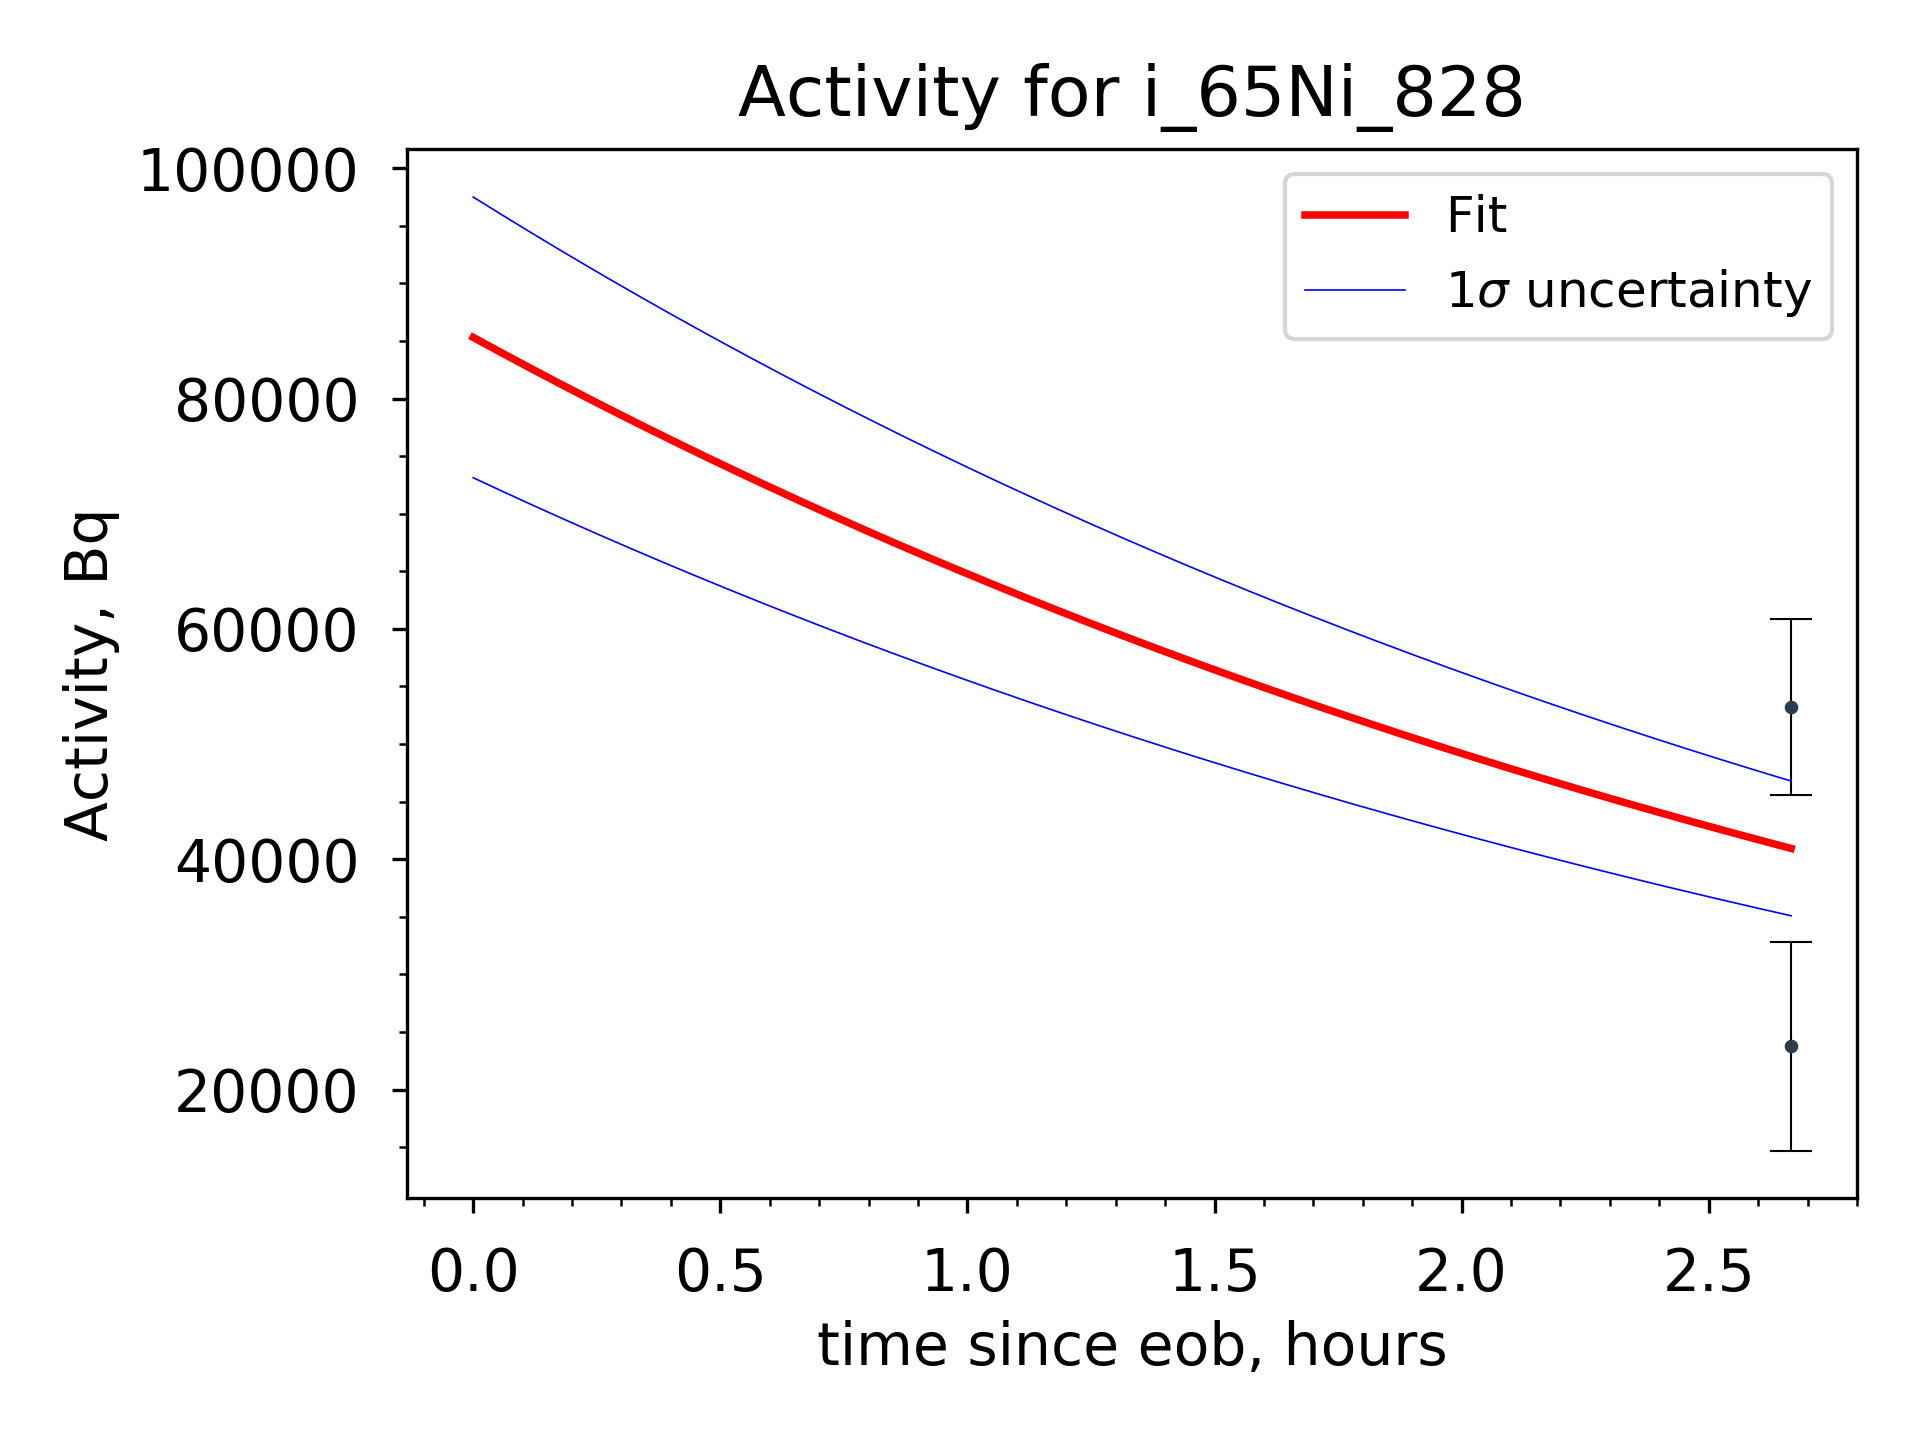 Activity for i_65Ni_828
Fit
1σ uncertainty
100000
80000
60000
40000
20000
Activity, Bq
0.0 0.5 1.0 1.5 2.0 2.5
time since eob, hours